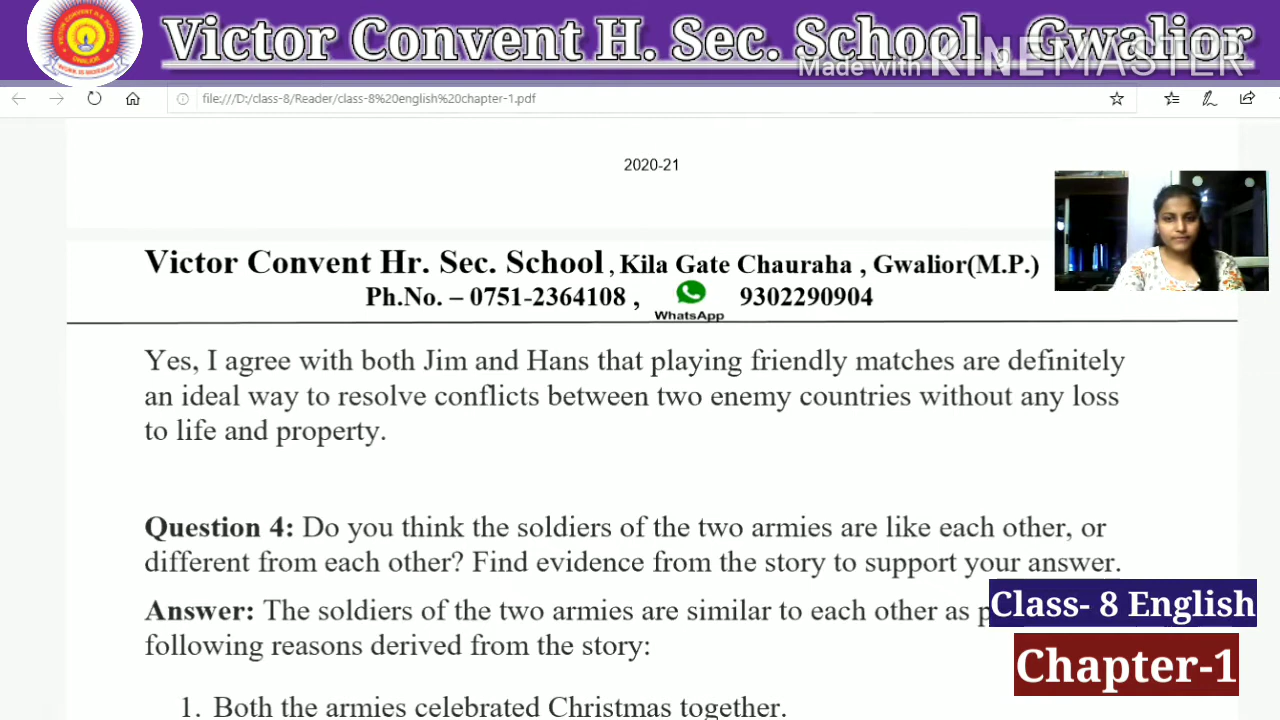 Victor Convent H. Sec. School , Gwalior
Made with KINEMASTER
file:///D:/class-8/Reader/class-8%20english%20chapter-1.pdf
2020-21
Victor Convent Hr. Sec. School , Kila Gate Chauraha , Gwalior(M.P.)
Ph.No. – 0751-2364108 , 9302290904
WhatsApp
Yes, I agree with both Jim and Hans that playing friendly matches are definitely
an ideal way to resolve conflicts between two enemy countries without any loss
to life and property.
Question 4: Do you think the soldiers of the two armies are like each other, or
different from each other? Find evidence from the story to support your answer.
Answer: The soldiers of the two armies are similar to each other as
following reasons derived from the story:
1. Both the armies celebrated Christmas together.
Class- 8 English
Chapter-1